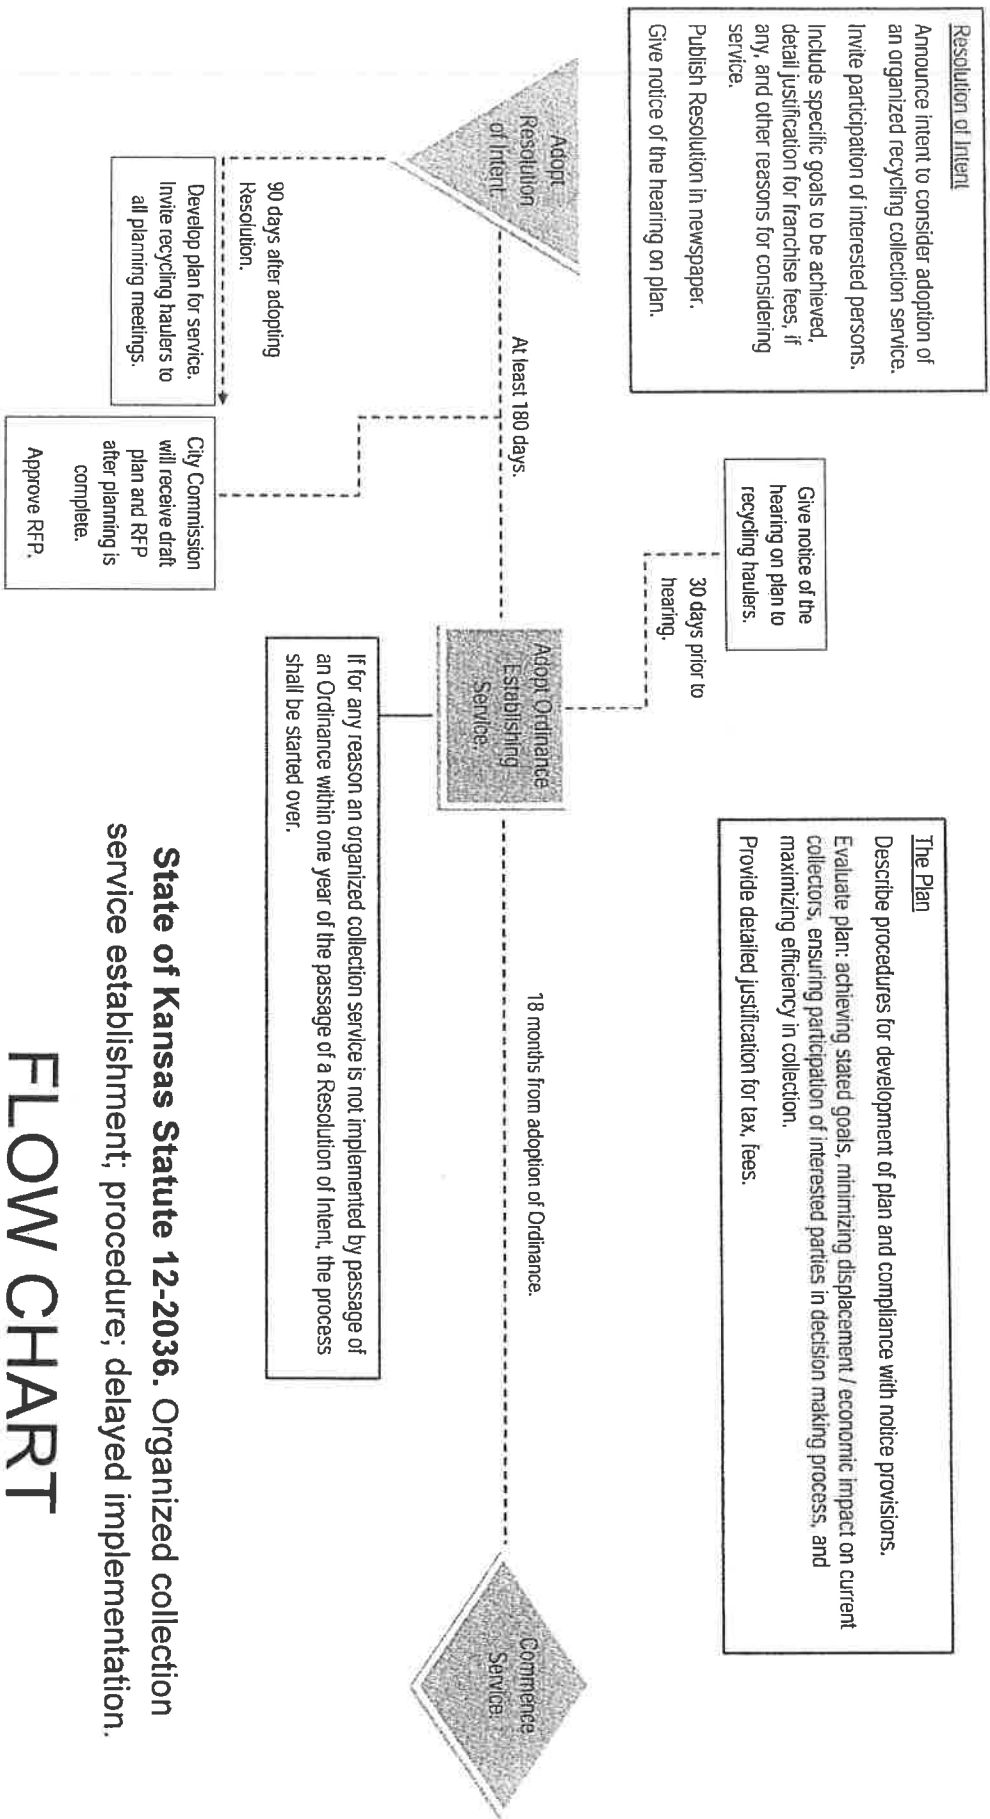 Resolution of Intent
Announce intent to consider adoption of
an organized recycling collection service.
Invite participation of interested persons.
Include specific goals to be achieved,
detail justification for franchise fees, if
any, and other reasons for considering
service.
Publish Resolution in newspaper.
Give notice of the hearing on plan.
The Plan
Describe procedures for development of plan and compliance with notice provisions.
Evaluate plan: achieving stated goals, minimizing displacement / economic impact on current
collectors, ensuring participation of interested parties in decision making process, and
maximizing efficiency in collection.
Provide detailed justification for tax, fees.
Give notice of the
hearing on plan to
recycling haulers.
30 days prior to
hearing.
Adopt
Resolution
of Intent
At least 180 days.
Adopt Ordinance
Establishing
Service.
18 months from adoption of Ordinance.
Commence
Service.
90 days after adopting
Resolution.
Develop plan for service.
Invite recycling haulers to
all planning meetings.
City Commission
will receive draft
plan and RFP
after planning is
complete.
Approve RFP.
If for any reason an organized collection service is not implemented by passage of
an Ordinance within one year of the passage of a Resolution of Intent, the process
shall be started over.
State of Kansas Statute 12-2036. Organized collection
service establishment; procedure; delayed implementation.
FLOW CHART